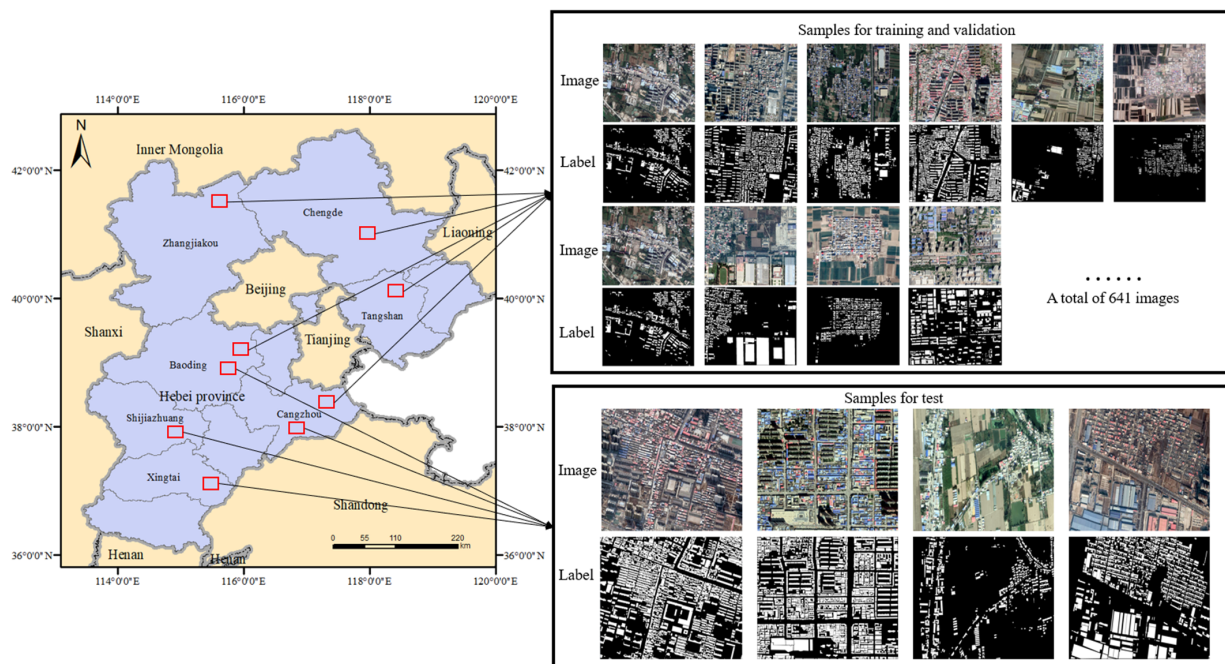 114°0'0"E
116°0'0"E
118°0'0"E
120°0'0"E
N
Inner Mongolia
42°0'0"N
42°0'0"N
Chengde
Zhangjiakou
Liaoning
Beijing
40°0'0"N
40°0'0"N
Tangshan
Shanxi
Tianjing
Baoding
Hebei province
Shijiazhuang
Cangzhou
38°0'0"N
38°0'0"N
Xingtai
Shandong
0 55 110 220
km
Henan
Henan
36°0'0"N
36°0'0"N
114°0'0"E
116°0'0"E
118°0'0"E
120°0'0"E
Samples for training and validation
Image
Label
Image
......
A total of 641 images
Label
Samples for test
Image
Label